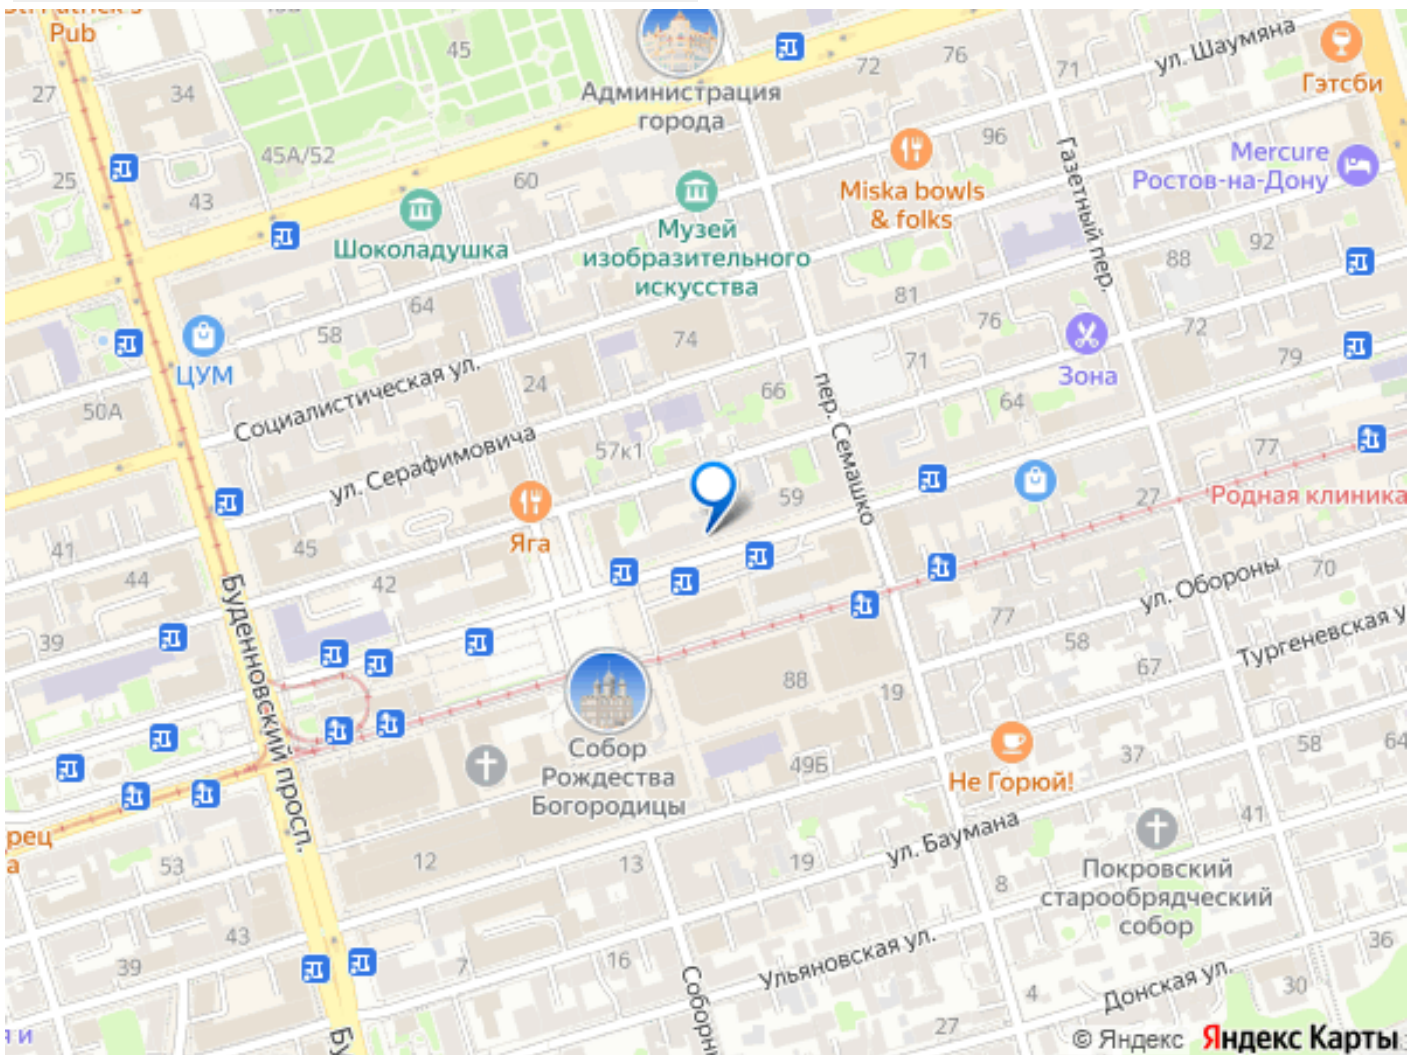 Pub
45
27
34
Администрация
города
72
76
71
ул. Шаумяна
Гэтсби
45А/52
25
43
60
Шоколадушка
Музей
изобразительного
искусства
Miska bowls
& folks
96
Газетный пер.
Mercure
Ростов-на-Дону
92
88
81
64
58
74
76
71
72
79
ЦУМ
Социалистическая ул.
50А
24
66
пер. Семашко
Зона
64
ул. Серафимовича
57к1
59
77
27
Родная клиника
Яга
41
45
44
42
39
Буденновский просп.
77
58
67
70
ул. Обороны
Тургеневская у
88
19
Собор
Рождества
Богородицы
49Б
Не Горюй!
37
58
64
рец
а
53
12
13
19
ул. Баумана
41
8
Покровский
старообрядческий
собор
36
43
39
7
16
Ульяновская ул.
Соборн
4
Донская ул.
30
27
Бу
я и
© Яндекс Яндекс Карты